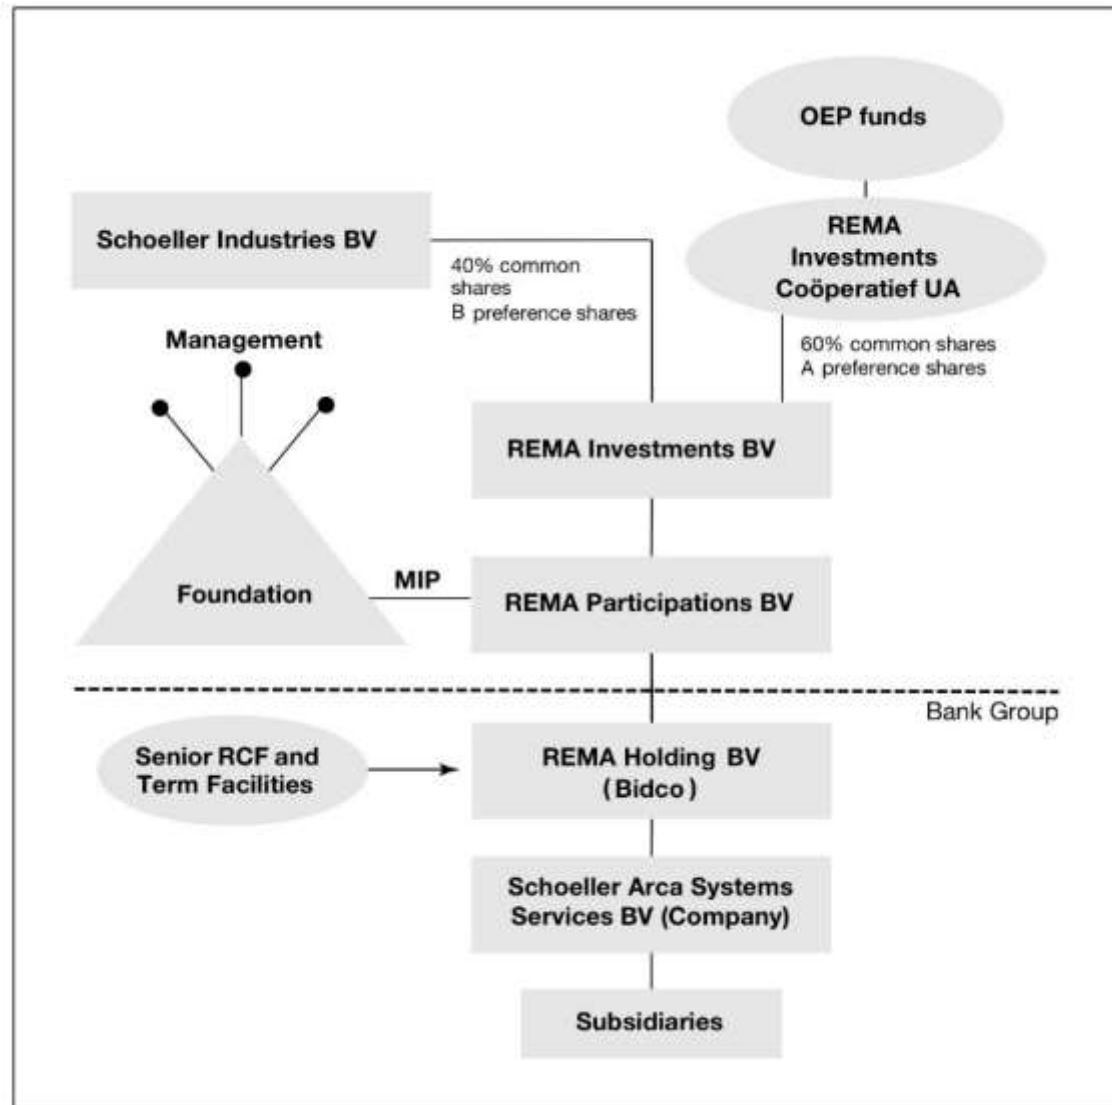 OEP funds
REMA
Investments
Coöperatief UA
Schoeller Industries BV
40% common
shares
B preference shares
60% common shares
A preference shares
Management
REMA Investments BV
Foundation
MIP
REMA Participations BV
Bank Group
Senior RCF and
Term Facilities
REMA Holding BV
(Bidco)
Schoeller Arca Systems
Services BV (Company)
Subsidiaries